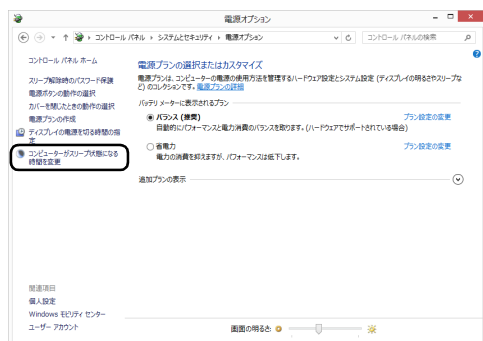 電源オプション
コントロール パネル ▸ システムとセキュリティ ▸ 電源オプション
コントロール パネルの検索
コントロール パネル ホーム
スリープ解除時のパスワード保護
電源ボタンの動作の選択
カバーを閉じたときの動作の選択
電源プランの作成
ディスプレイの電源を切る時間の指
定
コンピューターがスリープ状態になる
時間を変更
電源プランの選択またはカスタマイズ
電源プランは、コンピューターの電源の使用方法を管理するハードウェア設定とシステム設定 (ディスプレイの明るさやスリープな
ど) のコレクションです。電源プランの詳細
バッテリ メーターに表示されるプラン
バランス (推奨)
プラン設定の変更
自動的にパフォーマンスと電力消費のバランスを取ります。(ハードウェアでサポートされている場合)
省電力
プラン設定の変更
電力の消費を抑えますが、パフォーマンスは低下します。
追加プランの表示
関連項目
個人設定
Windows モビリティ センター
ユーザー アカウント
画面の明るさ: